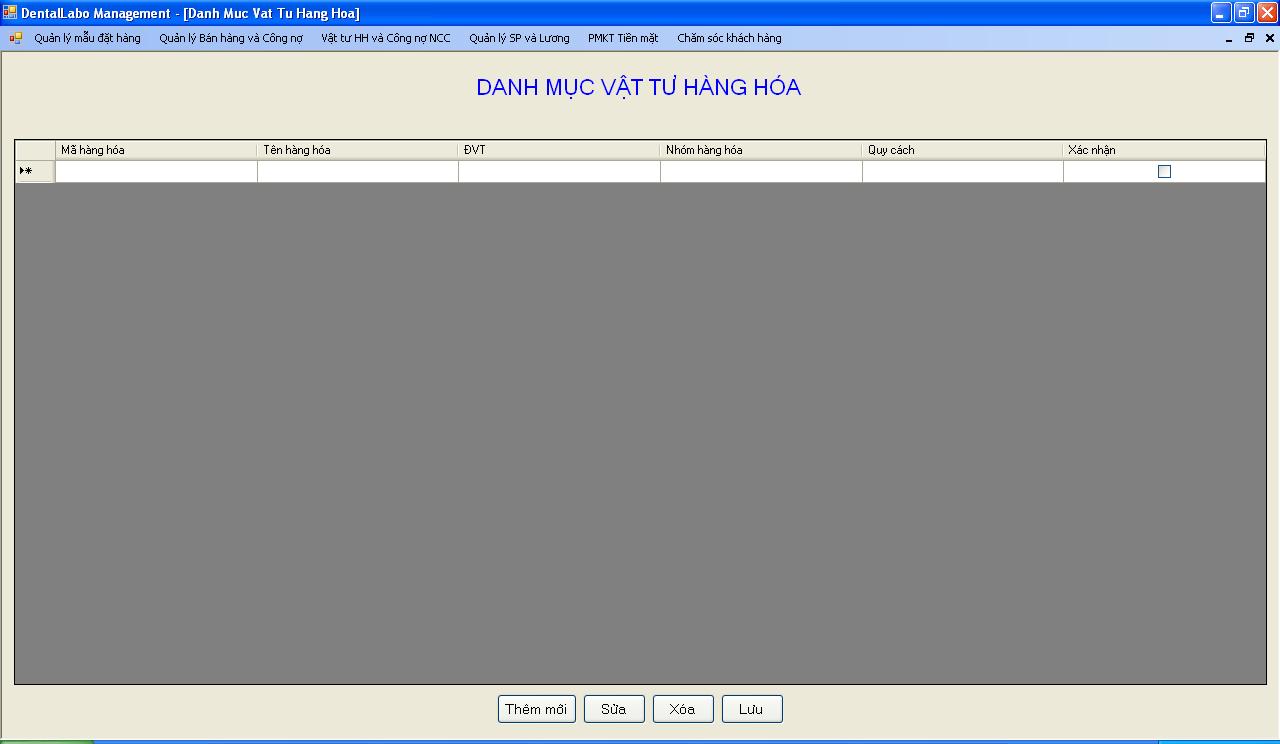 DentalLabo Management - [Danh Muc Vat Tu Hang Hoa]
Quản lý mẫu đặt hàng Quản lý Bán hàng và Công nợ Vật tư HH và Công nợ NCC Quản lý SP và Lương PMKT Tiền mặt Chăm sóc khách hàng
DANH MỤC VẬT TƯ HÀNG HÓA
Mã hàng hóa Tên hàng hóa ĐVT Nhóm hàng hóa Quy cách Xác nhận
Thêm mới Sửa Xóa Lưu